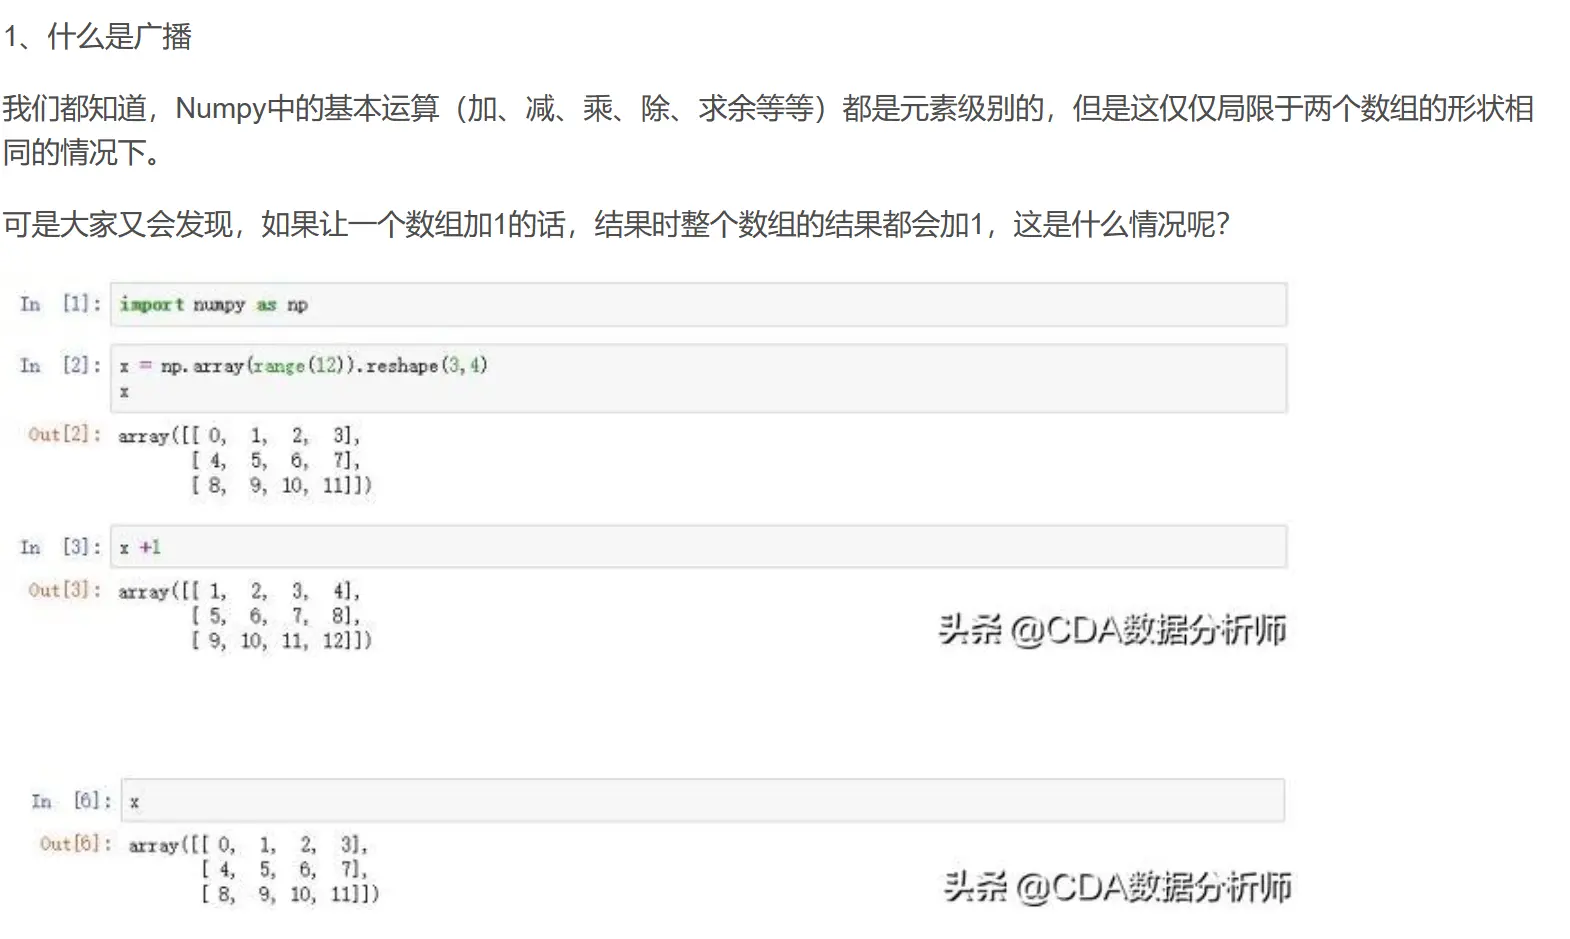 1、什么是广播
我们都知道，Numpy中的基本运算（加、减、乘、除、求余等等）都是元素级别的，但是这仅仅局限于两个数组的形状相
同的情况下。
可是大家又会发现，如果让一个数组加1的话，结果时整个数组的结果都会加1，这是什么情况呢？
In [1]: import numpy as np
In [2]: x = np.array(range(12)).reshape(3,4)
x
Out[2]: array([[ 0, 1, 2, 3],
[ 4, 5, 6, 7],
[ 8, 9, 10, 11]])
In [3]: x +1
Out[3]: array([[ 1, 2, 3, 4],
[ 5, 6, 7, 8],
[ 9, 10, 11, 12]])
头条 @CDA数据分析师
In [6]: x
Out[6]: array([[ 0, 1, 2, 3],
[ 4, 5, 6, 7],
[ 8, 9, 10, 11]])
头条 @CDA数据分析师